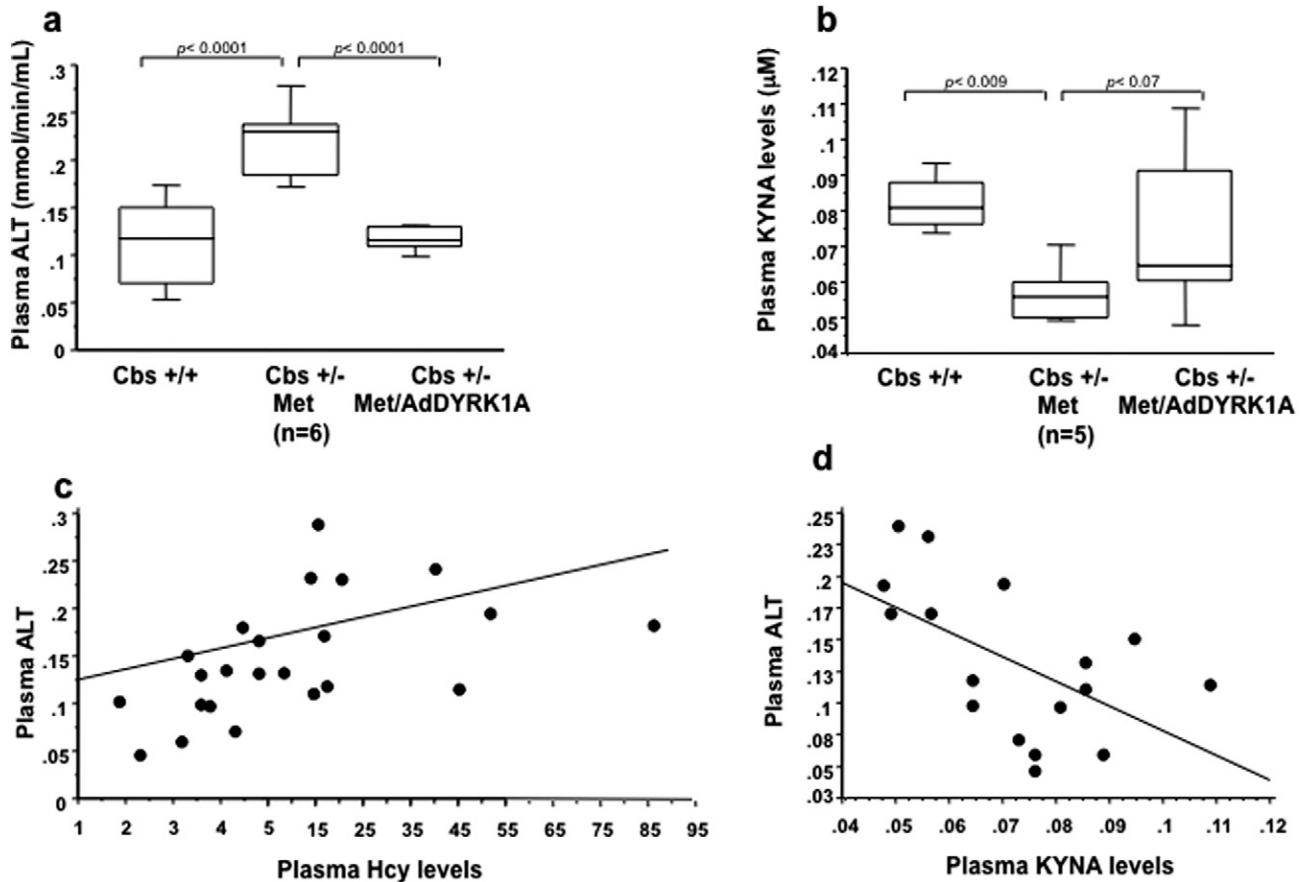 a
p< 0.0001
p< 0.0001
Plasma ALT (mmol/min/mL)
.3
.25
.2
.15
.1
.05
0
Cbs +/+
Cbs +/-
Met
(n=6)
Cbs +/-
Met/AdDYRK1A
b
p< 0.009
p< 0.07
Plasma KYNA levels (µM)
.12
.11
.1
.09
.08
.07
.06
.05
.04
Cbs +/+
Cbs +/-
Met
(n=5)
Cbs +/-
Met/AdDYRK1A
c
Plasma ALT
.3
.25
.2
.15
.1
.05
0
1 2 3 4 5 15 25 35 45 55 65 75 85 95
Plasma Hcy levels
d
Plasma ALT
.25
.23
.2
.17
.15
.13
.1
.08
.05
.03
.04 .05 .06 .07 .08 .09 .1 .11 .12
Plasma KYNA levels